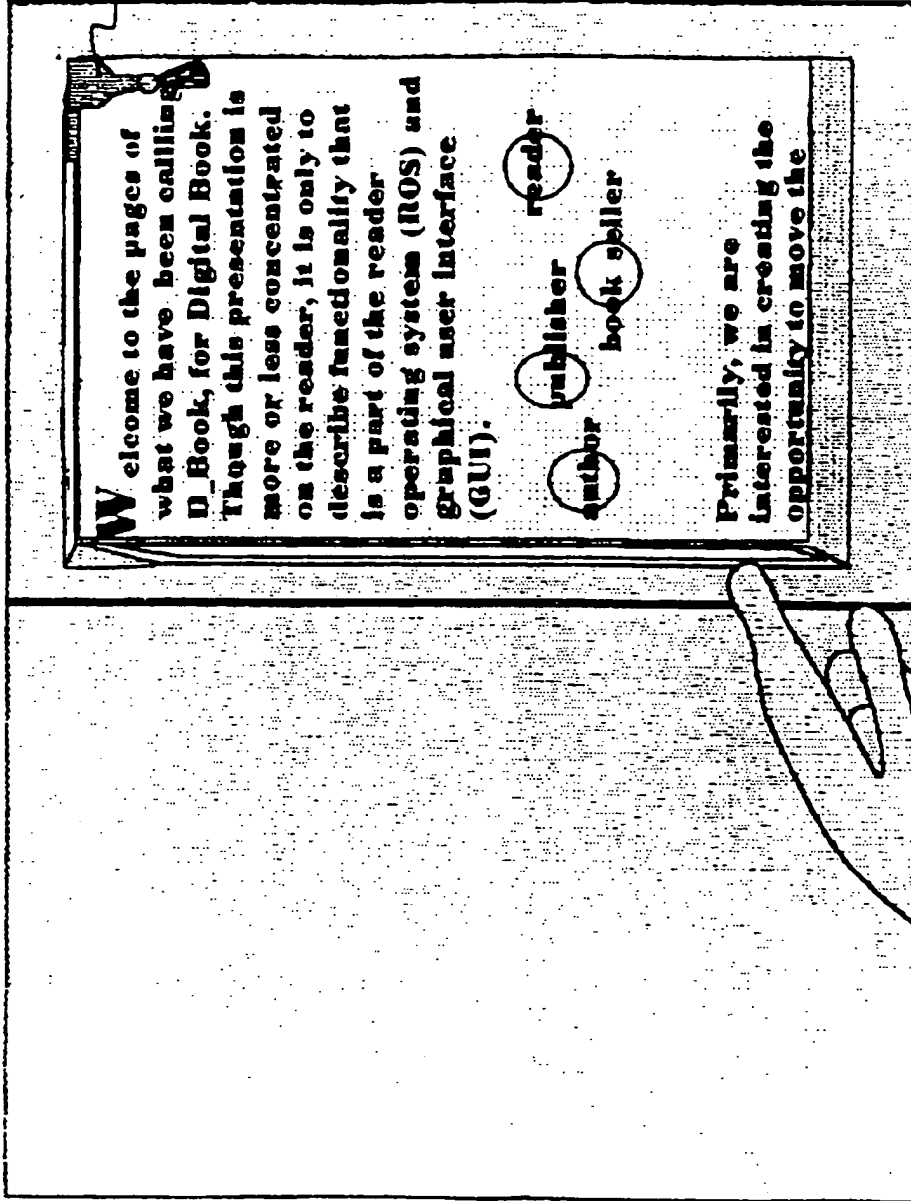 Welcome to the pages of
what we have been callling
D_Book, for Digital Book.
Though this presentation is
more or less concentrated
on the reader, it is only to
describe functionality that
is a part of the reader
operating system (ROS) and
graphical user interface
(GUI).
author
publisher
book seller
reader
Primarily, we are
interested in creating the
opportunity to move the